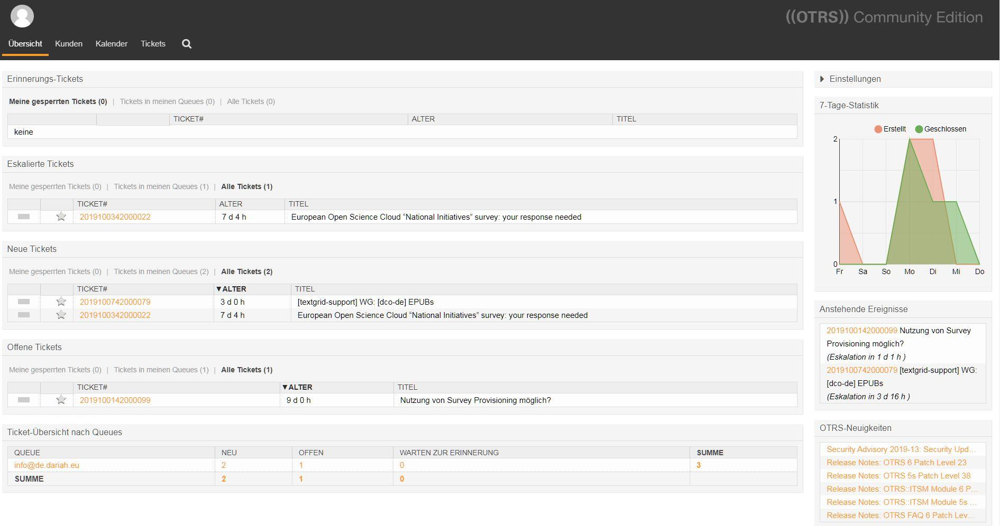 ((OTRS)) Community Edition
Übersicht Kunden Kalender Tickets
Erinnerungs-Tickets
Meine gesperrten Tickets (0) | Tickets in meinen Queues (0) | Alle Tickets (0)
TICKET# ALTER TITEL
keine
Eskalierte Tickets
Meine gesperrten Tickets (0) | Tickets in meinen Queues (1) | Alle Tickets (1)
TICKET# ALTER TITEL
2019100342000022 7 d 4 h European Open Science Cloud “National Initiatives” survey: your response needed
Neue Tickets
Meine gesperrten Tickets (0) | Tickets in meinen Queues (2) | Alle Tickets (2)
TICKET# ▼ALTER TITEL
2019100742000079 3 d 0 h [textgrid-support] WG: [dco-de] EPUBs
2019100342000022 7 d 4 h European Open Science Cloud “National Initiatives” survey: your response needed
Offene Tickets
Meine gesperrten Tickets (0) | Tickets in meinen Queues (1) | Alle Tickets (1)
TICKET# ▼ALTER TITEL
2019100142000099 9 d 0 h Nutzung von Survey Provisioning möglich?
Ticket-Übersicht nach Queues
QUEUE NEU OFFEN WARTEN ZUR ERINNERUNG SUMME
info@de.dariah.eu 2 1 0 3
SUMME 2 1 0
Einstellungen
7-Tage-Statistik
Erstellt Geschlossen
2
1
0
Fr Sa So Mo Di Mi Do
Anstehende Ereignisse
2019100142000099 Nutzung von Survey
Provisioning möglich?
(Eskalation in 1 d 1 h )
2019100742000079 [textgrid-support] WG:
[dco-de] EPUBs
(Eskalation in 3 d 16 h )
OTRS-Neuigkeiten
Security Advisory 2019-13: Security Upd...
Release Notes: OTRS 6 Patch Level 23
Release Notes: OTRS 5s Patch Level 38
Release Notes: OTRS::ITSM Module 6 P...
Release Notes: OTRS::ITSM Module 5s ...
Release Notes: OTRS FAQ 6 Patch Lev...